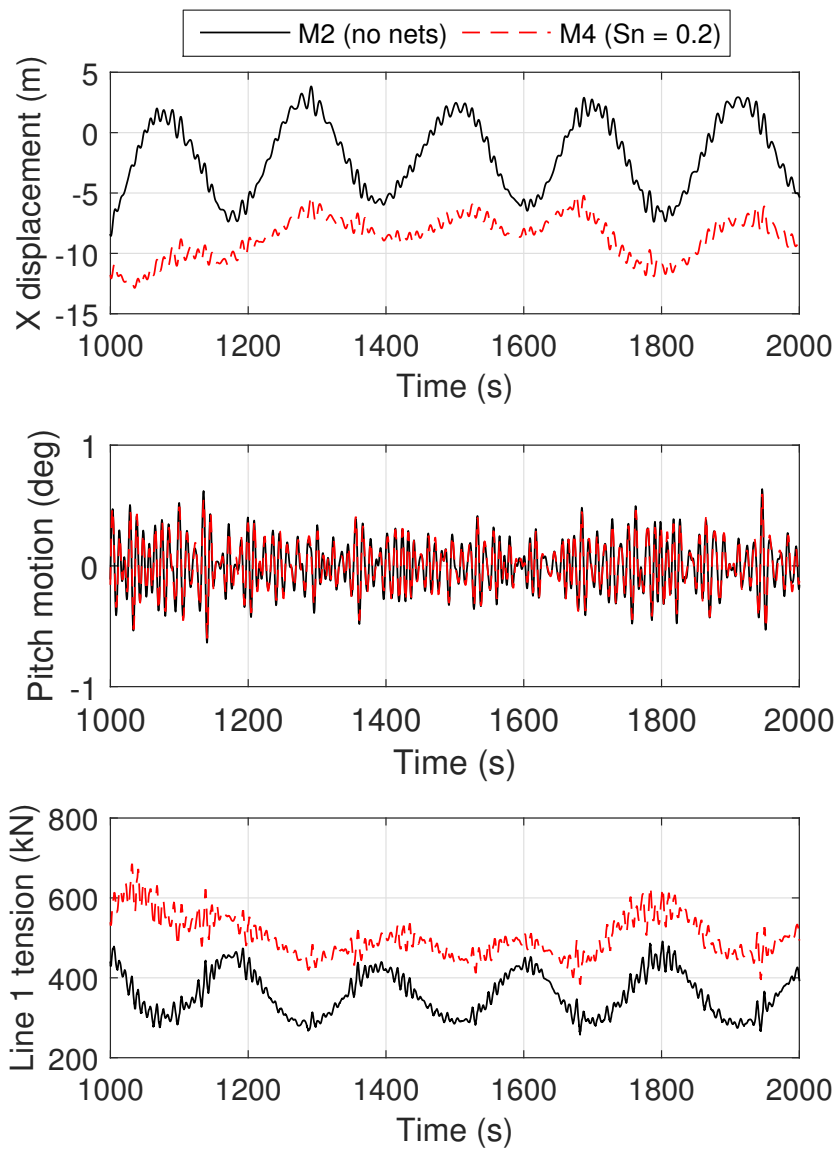 M2 (no nets) M4 (Sn = 0.2)
X displacement (m)
5
0
-5
-10
-15
1000 1200 1400 1600 1800 2000
Time (s)
Pitch motion (deg)
1
0
-1
1000 1200 1400 1600 1800 2000
Time (s)
Line 1 tension (kN)
800
600
400
200
1000 1200 1400 1600 1800 2000
Time (s)